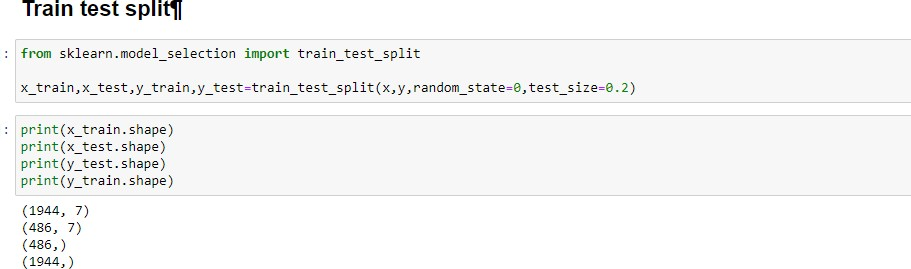 Train test split¶
: from sklearn.model_selection import train_test_split
x_train,x_test,y_train,y_test=train_test_split(x,y,random_state=0,test_size=0.2)
: print(x_train.shape)
print(x_test.shape)
print(y_test.shape)
print(y_train.shape)
(1944, 7)
(486, 7)
(486,)
(1944,)